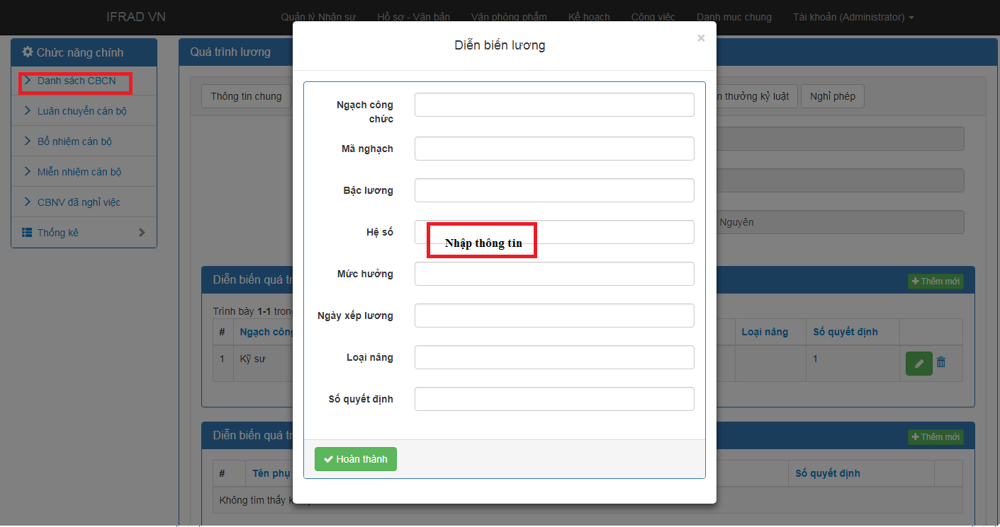 IFRAD VN
Quản lý Nhân sự Hồ sơ - Văn bản Văn phòng phẩm Kế hoạch Công việc Danh mục chung Tài khoản (Administrator)
Chức năng chính
Danh sách CBCN
Luân chuyển cán bộ
Bổ nhiệm cán bộ
Miễn nhiệm cán bộ
CBNV đã nghỉ việc
Thống kê
Quá trình lương
Thông tin chung
thưởng kỷ luật
Nghỉ phép
Nguyên
Diễn biến lương
×
Ngạch công
chức
Mã nghạch
Bậc lương
Hệ số
Nhập thông tin
Mức hưởng
Ngày xếp lương
Loại nâng
Số quyết định
Hoàn thành
Diễn biến quá
Thêm mới
Trình bày 1-1 trong
# Ngạch công Loại nâng Số quyết định
1 Kỹ sư 1
Diễn biến quá
Thêm mới
# Tên phụ Số quyết định
Không tìm thấy